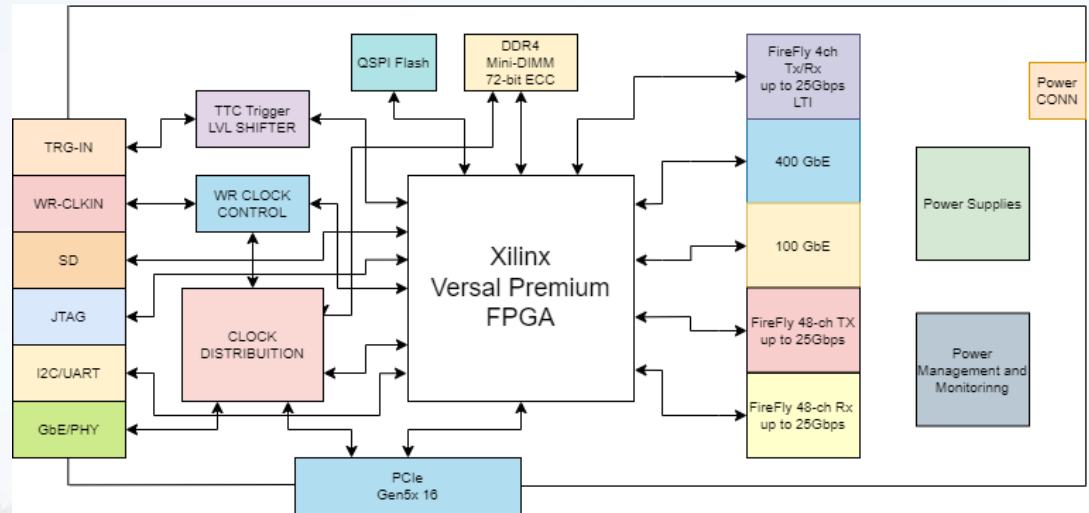 QSPI Flash
DDR4
Mini-DIMM
72-bit ECC
FireFly 4ch
Tx/Rx
up to 25Gbps
LTI
Power
CONN
TTC Trigger
LVL SHIFTER
TRG-IN
400 GbE
WR-CLKIN
WR CLOCK
CONTROL
Power Supplies
SD
Xilinx
Versal Premium
FPGA
100 GbE
JTAG
CLOCK
DISTRIBUITION
FireFly 48-ch TX
up to 25Gbps
I2C/UART
Power
Management and
Monitorinng
GbE/PHY
FireFly 48-ch Rx
up to 25Gbps
PCIe
Gen5x 16